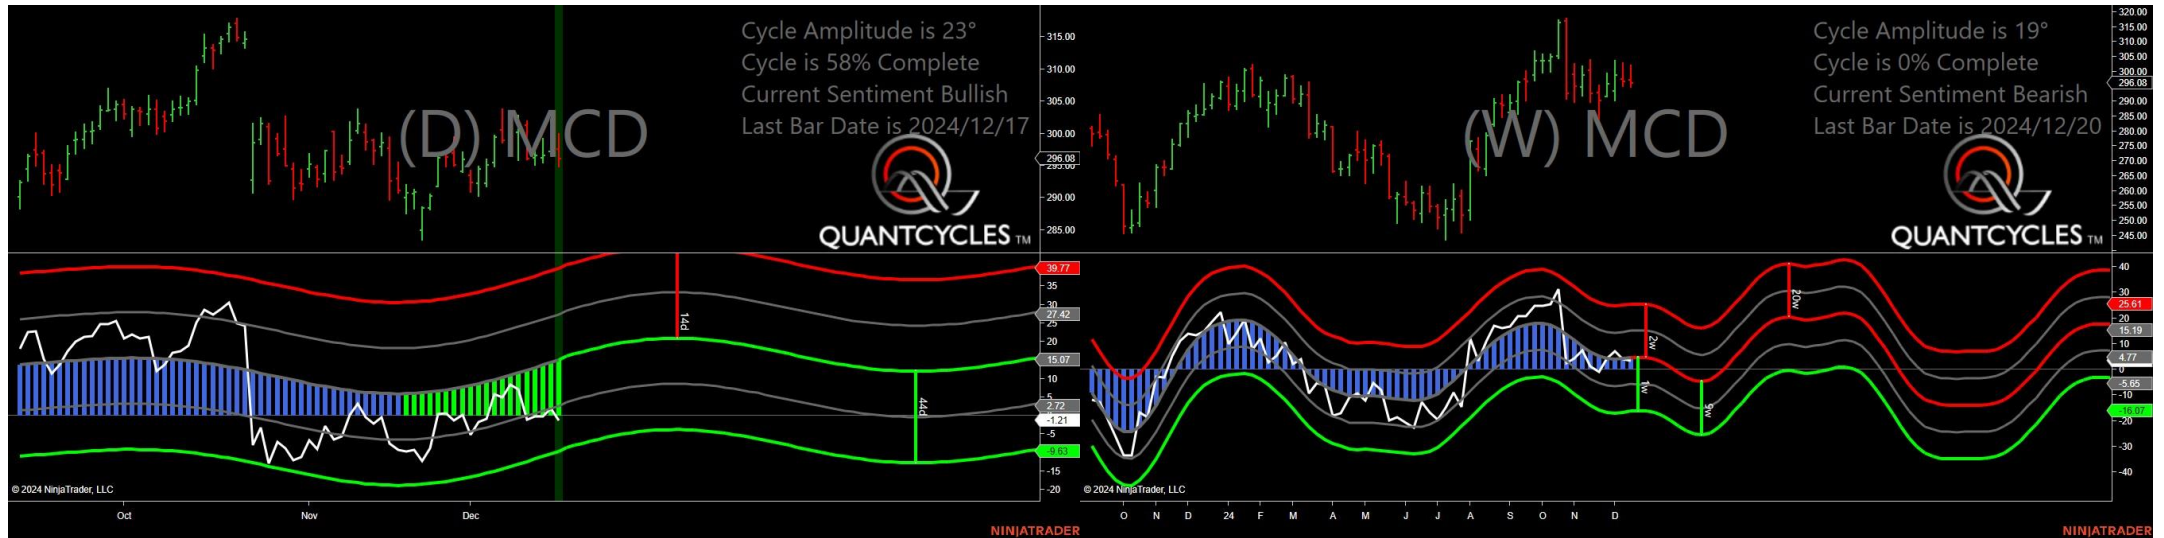 Cycle Amplitude is 23°
Cycle is 58% Complete
Current Sentiment Bullish
Last Bar Date is 2024/12/17
(D) MCD
QUANTCYCLES TM
315.00
310.00
305.00
300.00
296.08
295.00
290.00
285.00
39.77
35
30
27.42
25
20
15.07
10
5
2.72
-1.21
-5
-9.63
-15
-20
14d
44d
© 2024 NinjaTrader, LLC
Oct Nov Dec
NINJATRADER
Cycle Amplitude is 19°
Cycle is 0% Complete
Current Sentiment Bearish
Last Bar Date is 2024/12/20
(W) MCD
QUANTCYCLES TM
320.00
315.00
310.00
305.00
300.00
296.08
290.00
285.00
280.00
275.00
270.00
265.00
260.00
255.00
250.00
245.00
40
30
25.61
20
15.19
10
4.77
0
-5.65
-16.07
-20
-30
-40
2w
1w
9w
20w
© 2024 NinjaTrader, LLC
O N D 24 F M A M J J A S O N D
NINJATRADER